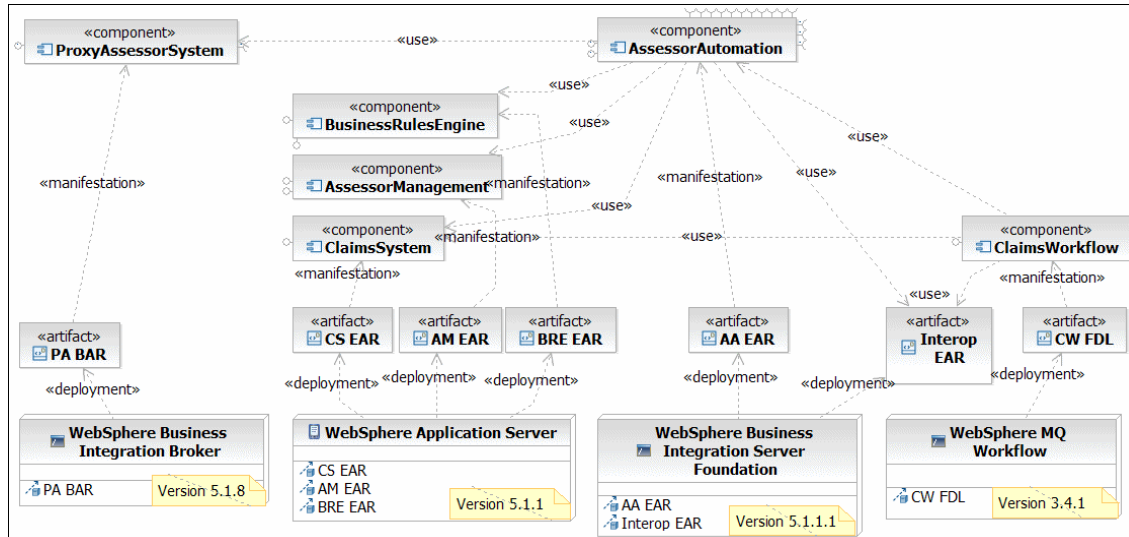 «component»
ProxyAssessorSystem
«use»
«component»
AssessorAutomation
«use»
«component»
BusinessRulesEngine
«use»
«use»
«use»
«component»
AssessorManagement
«manifestation»
«manifestation»
«manifestation»
«use»
«component»
ClaimsSystem
«manifestation»
«use»
«component»
ClaimsWorkflow
«manifestation»
«manifestation»
«use»
«artifact»
PA BAR
«artifact»
CS EAR
«artifact»
AM EAR
«artifact»
BRE EAR
«artifact»
AA EAR
«artifact»
Interop
EAR
«artifact»
CW FDL
«deployment»
«deployment»
«deployment»
«deployment»
«deployment»
«deployment»
«deployment»
WebSphere Business
Integration Broker
PA BAR
Version 5.1.8
WebSphere Application Server
CS EAR
AM EAR
BRE EAR
Version 5.1.1
WebSphere Business
Integration Server
Foundation
AA EAR
Interop EAR
Version 5.1.1.1
WebSphere MQ
Workflow
CW FDL
Version 3.4.1